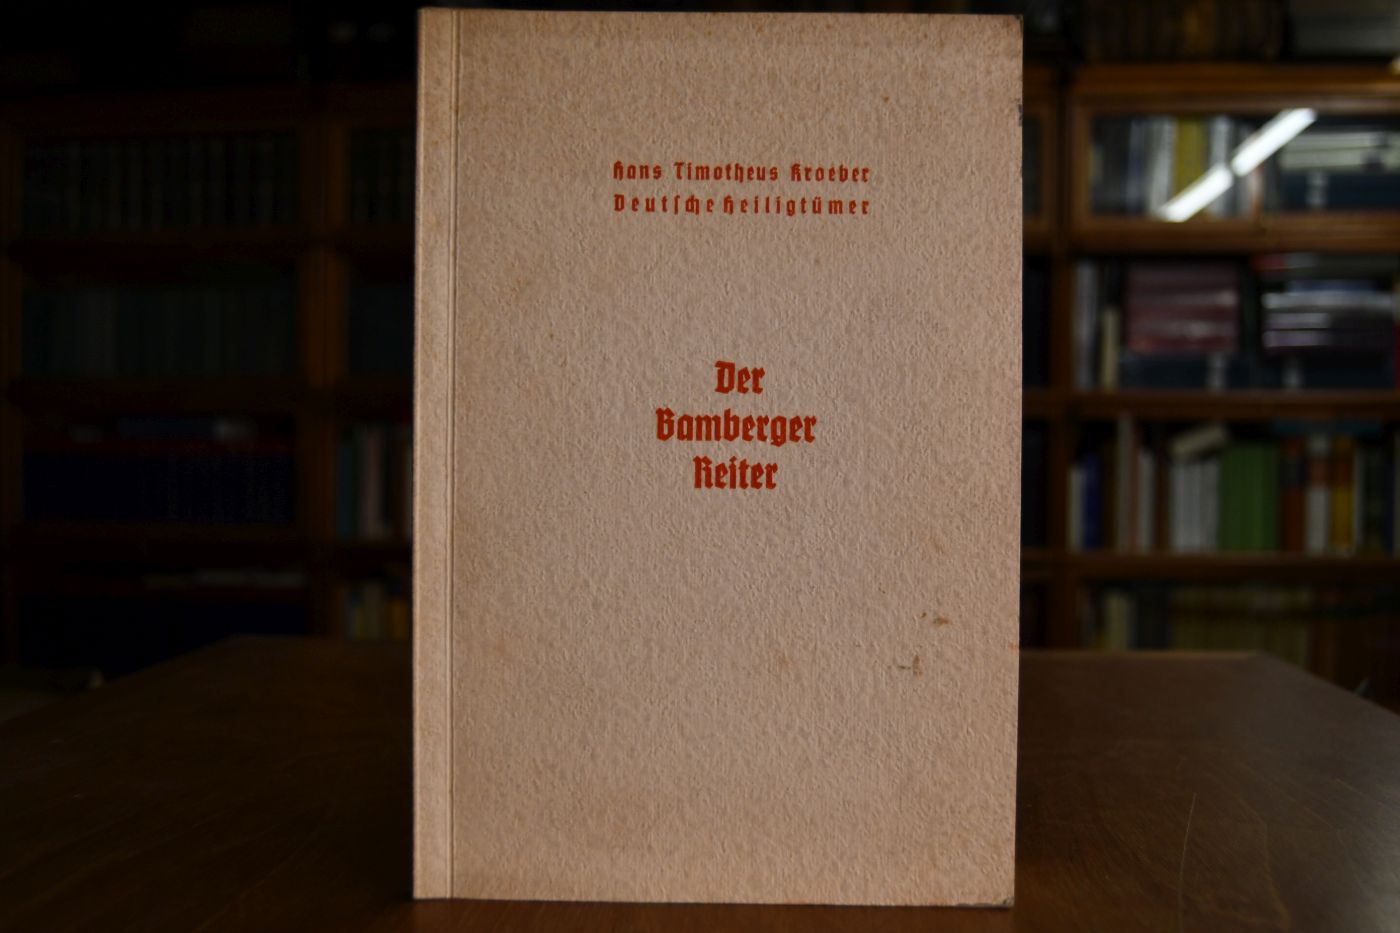 Hans Timotheus Kroeber
Deutſche Heiligtümer
Der
Bamberger
Reiter